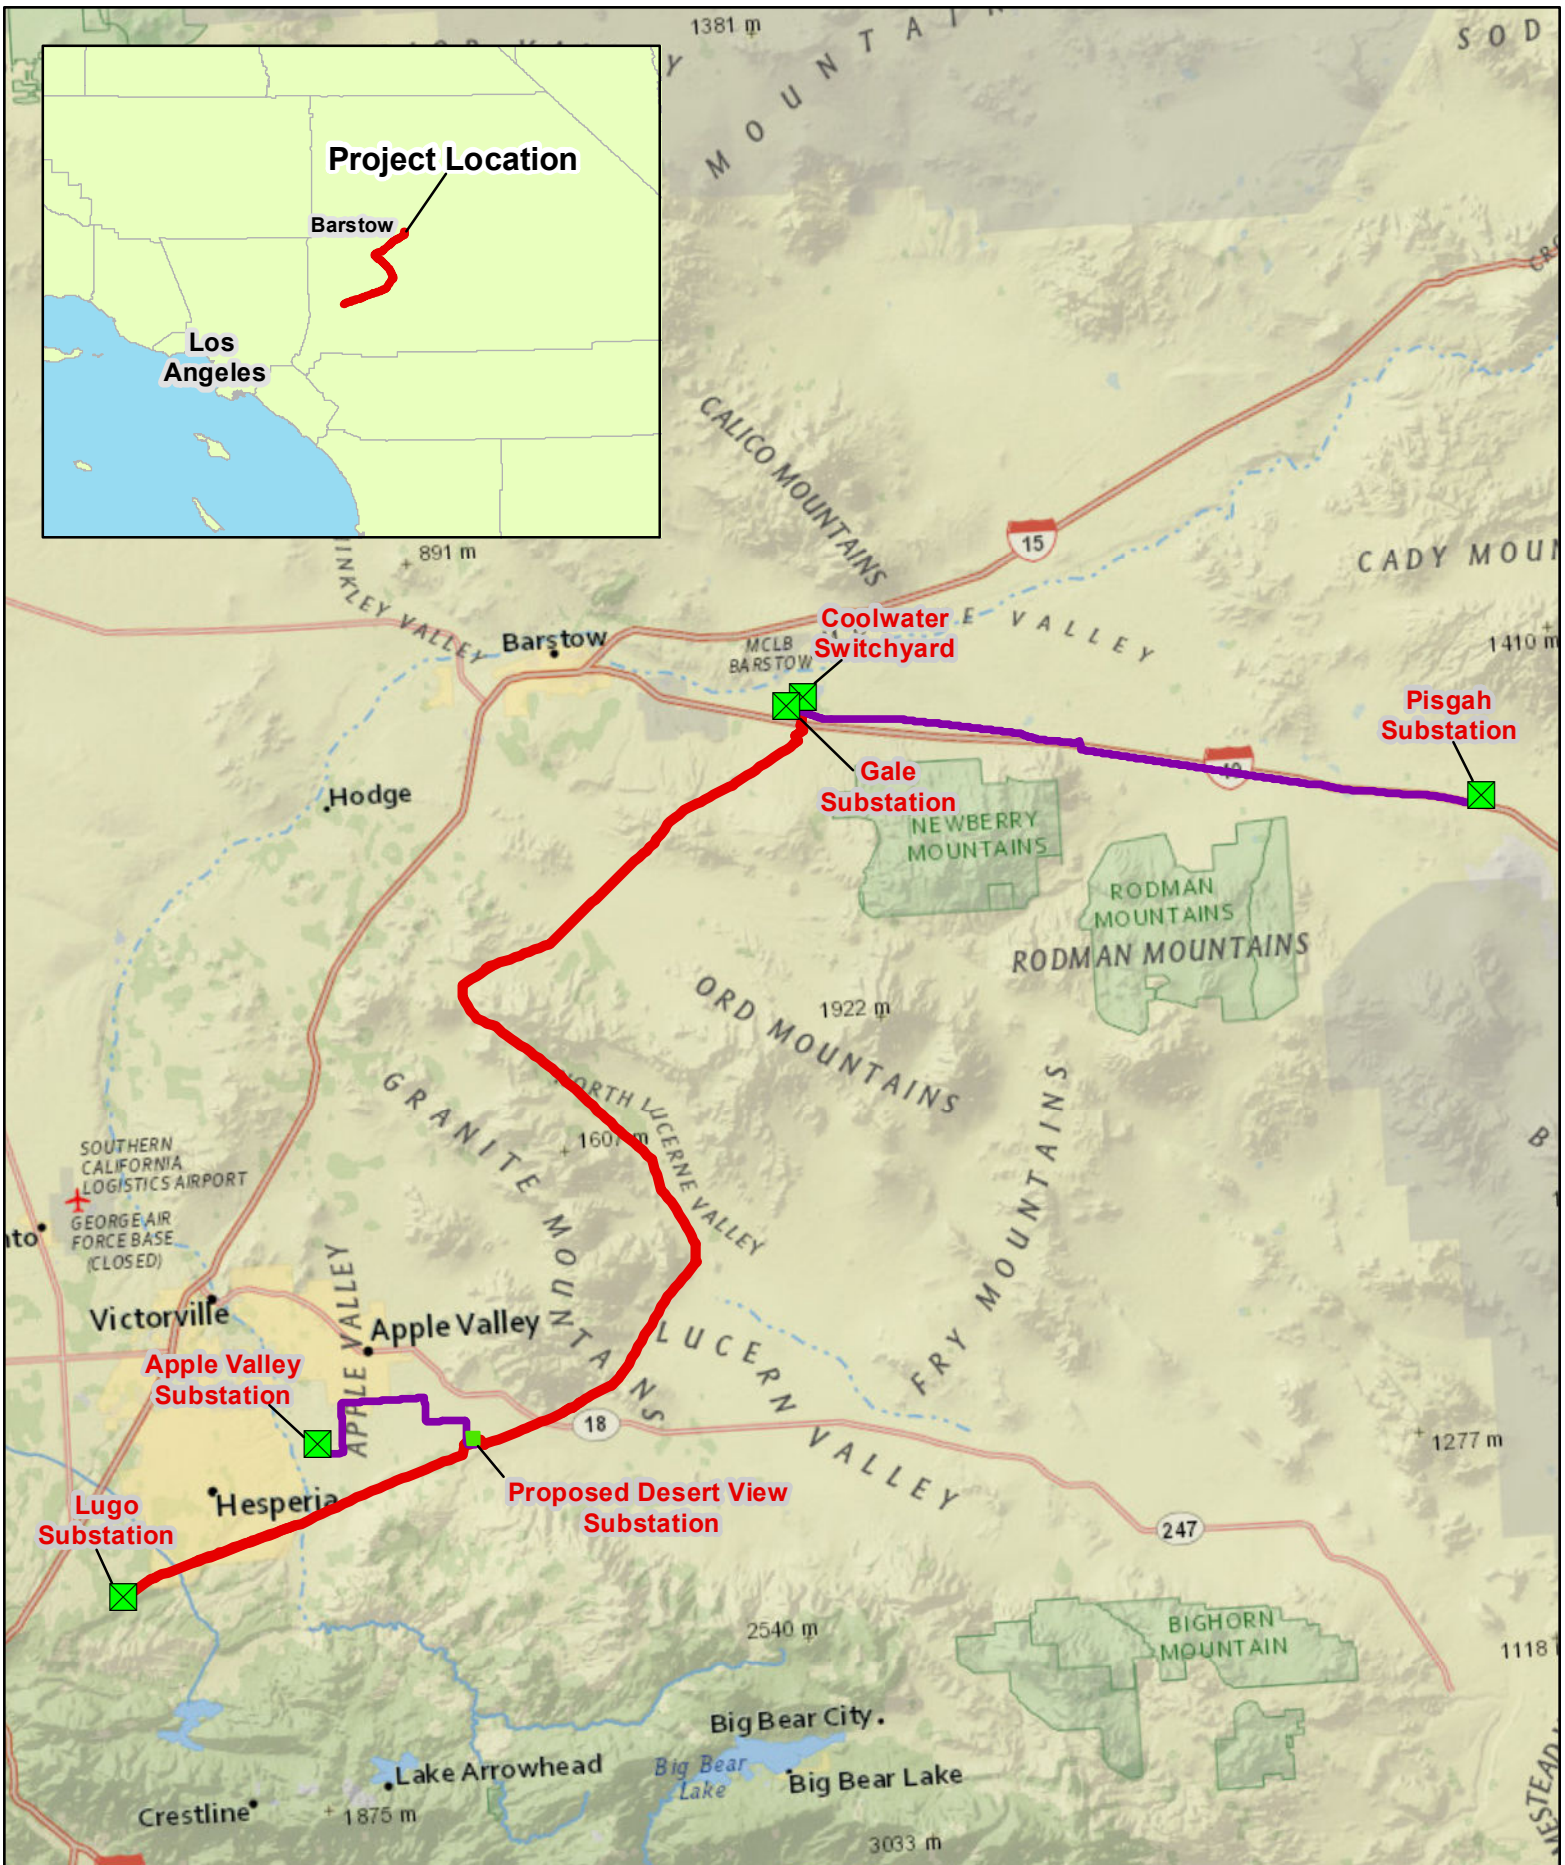 1381 m
MOUNTAIN
SOD
Project Location
Barstow
Los
Angeles
CALICO MOUNTAINS
15
891 m
CADY MOUN
Barstow
MCLB
BARSTOW
Coolwater
Switchyard
E VALLEY
1410 m
Pisgah
Substation
Gale
Substation
Hodge
NEWBERRY
MOUNTAINS
RODMAN
MOUNTAINS
RODMAN MOUNTAINS
ORD MOUNTAINS
1922 m
GRANITE MOUNTAINS
NORTH LUCERNE VALLEY
1607 m
FRY MOUNTAINS
B
SOUTHERN
CALIFORNIA
LOGISTICS AIRPORT
GEORGE AIR
FORCE BASE
(CLOSED)
nto
Victorville
APPLE VALLEY
Apple Valley
LUCERN VALLEY
Apple Valley
Substation
18
1277 m
Hesperia
Lugo
Substation
Proposed Desert View
Substation
247
2540 m
BIGHORN
MOUNTAIN
1118
Big Bear City
Big Bear
Lake
Big Bear Lake
Lake Arrowhead
Crestline
1875 m
3033 m